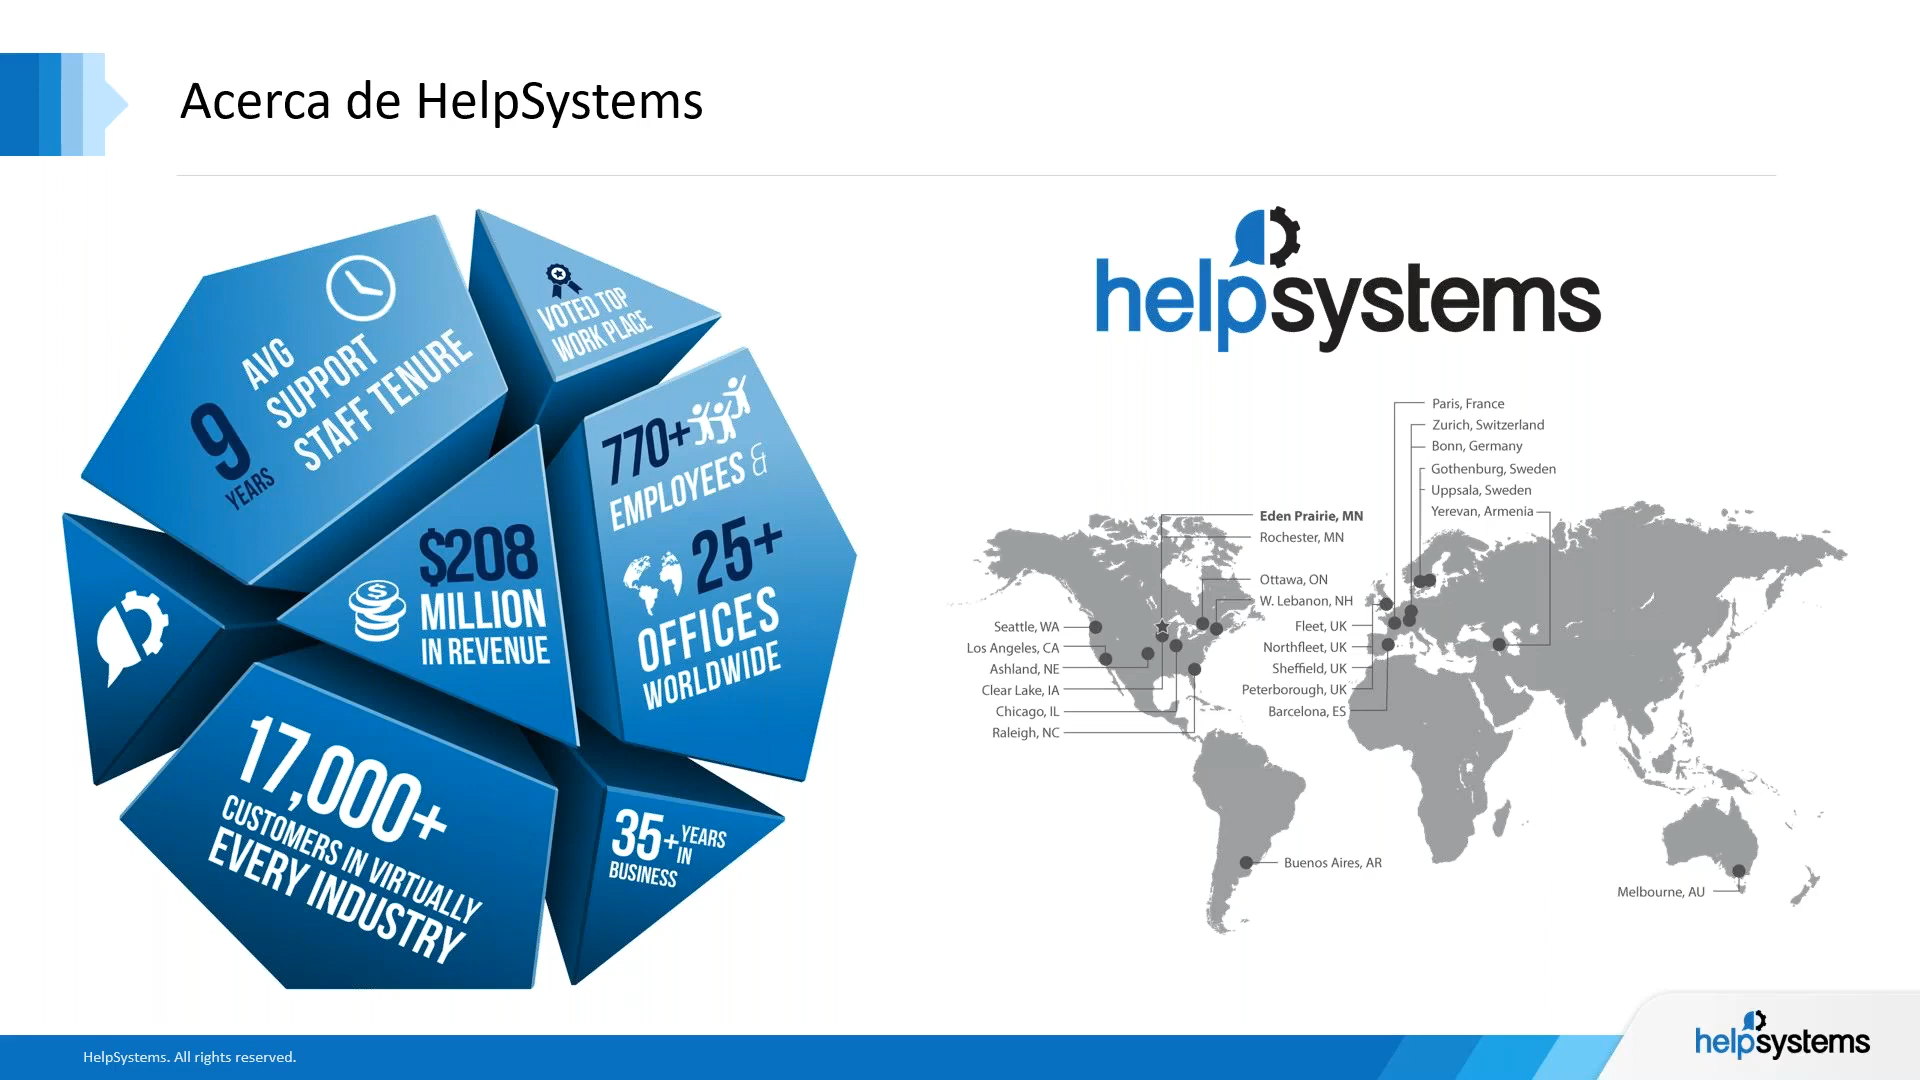 Acerca de HelpSystems
9
YEARS
AVG
SUPPORT
STAFF TENURE
VOTED TOP
WORK PLACE
770+
EMPLOYEES &
25+
OFFICES
WORLDWIDE
$208
MILLION
IN REVENUE
17,000+
CUSTOMERS IN VIRTUALLY
EVERY INDUSTRY
35+ YEARS
IN
BUSINESS
helpsystems
Paris, France
Zurich, Switzerland
Bonn, Germany
Gothenburg, Sweden
Uppsala, Sweden
Yerevan, Armenia
Eden Prairie, MN
Rochester, MN
Ottawa, ON
W. Lebanon, NH
Seattle, WA
Los Angeles, CA
Ashland, NE
Clear Lake, IA
Chicago, IL
Raleigh, NC
Fleet, UK
Northfleet, UK
Sheffield, UK
Peterborough, UK
Barcelona, ES
Buenos Aires, AR
Melbourne, AU
HelpSystems. All rights reserved.
helpsystems